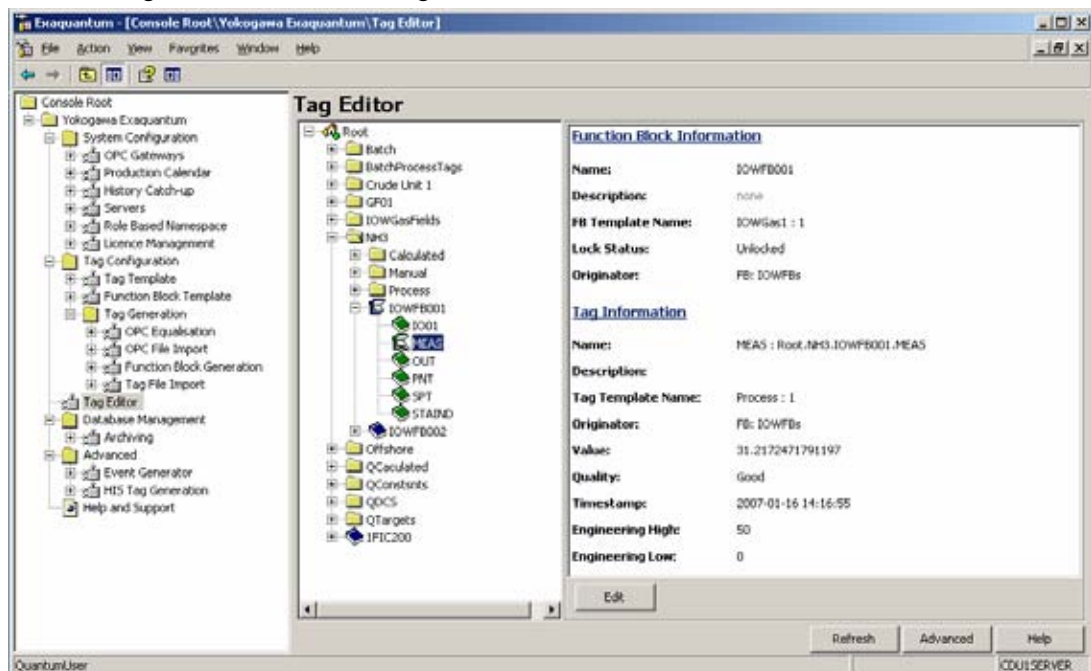 Exaquantum - [Console Root\Yokogawa Exaquantum\Tag Editor]
File Action View Favorites Window Help
Console Root
Yokogawa Exaquantum
System Configuration
OPC Gateways
Production Calendar
History Catch-up
Servers
Role Based Namespace
Licence Management
Tag Configuration
Tag Template
Function Block Template
Tag Generation
OPC Equalisation
OPC File Import
Function Block Generation
Tag File Import
Tag Editor
Database Management
Archiving
Advanced
Event Generator
HIS Tag Generation
Help and Support
Tag Editor
Root
Batch
BatchProcessTags
Crude Unit 1
GF01
IOWGasFields
NH3
Calculated
Manual
Process
IOWFB001
IO01
MEAS
OUT
PNT
SPT
STAIND
IOWFB002
Offshore
QCaculated
QConstsnts
QDCS
QTargets
1FIC200
Function Block Information
Name: IOWFB001
Description: none
FB Template Name: IOWGas1 : 1
Lock Status: Unlocked
Originator: FB: IOWFBs
Tag Information
Name: MEAS : Root.NH3.IOWFB001.MEAS
Description:
Tag Template Name: Process : 1
Originator: FB: IOWFBs
Value: 31.2172471791197
Quality: Good
Timestamp: 2007-01-16 14:16:55
Engineering High: 50
Engineering Low: 0
Edit
Refresh Advanced Help
QuantumUser CDU1SERVER